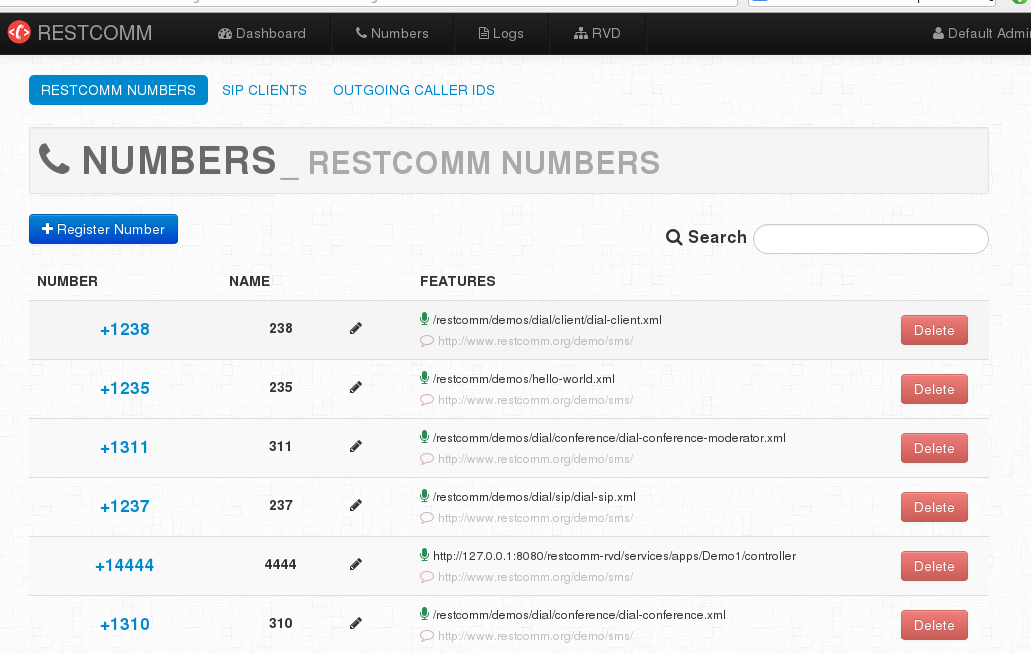 RESTCOMM Dashboard Numbers Logs RVD Default Admi
RESTCOMM NUMBERS SIP CLIENTS OUTGOING CALLER IDS
NUMBERS_ RESTCOMM NUMBERS
Register Number
Search
NUMBER NAME FEATURES
+1238 238 /restcomm/demos/dial/client/dial-client.xml
http://www.restcomm.org/demo/sms/
Delete
+1235 235 /restcomm/demos/hello-world.xml
http://www.restcomm.org/demo/sms/
Delete
+1311 311 /restcomm/demos/dial/conference/dial-conference-moderator.xml
http://www.restcomm.org/demo/sms/
Delete
+1237 237 /restcomm/demos/dial/sip/dial-sip.xml
http://www.restcomm.org/demo/sms/
Delete
+14444 4444 http://127.0.0.1:8080/restcomm-rvd/services/apps/Demo1/controller
http://www.restcomm.org/demo/sms/
Delete
+1310 310 /restcomm/demos/dial/conference/dial-conference.xml
http://www.restcomm.org/demo/sms/
Delete